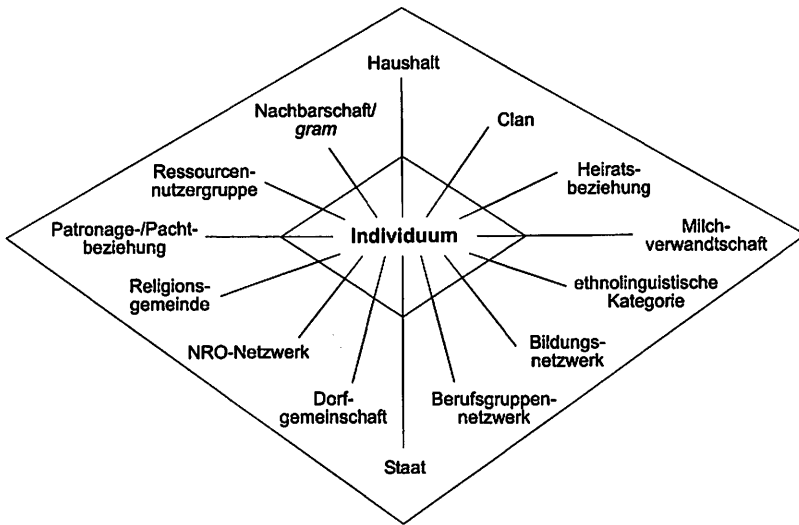 Haushalt
Nachbarschaft/
gram
Clan
Ressourcen-
nutzergruppe
Heirats-
beziehung
Patronage-/Pacht-
beziehung
Individuum
Milch-
verwandtschaft
Religions-
gemeinde
ethnolinguistische
Kategorie
NRO-Netzwerk
Bildungs-
netzwerk
Dorf-
gemeinschaft
Berufsgruppen-
netzwerk
Staat